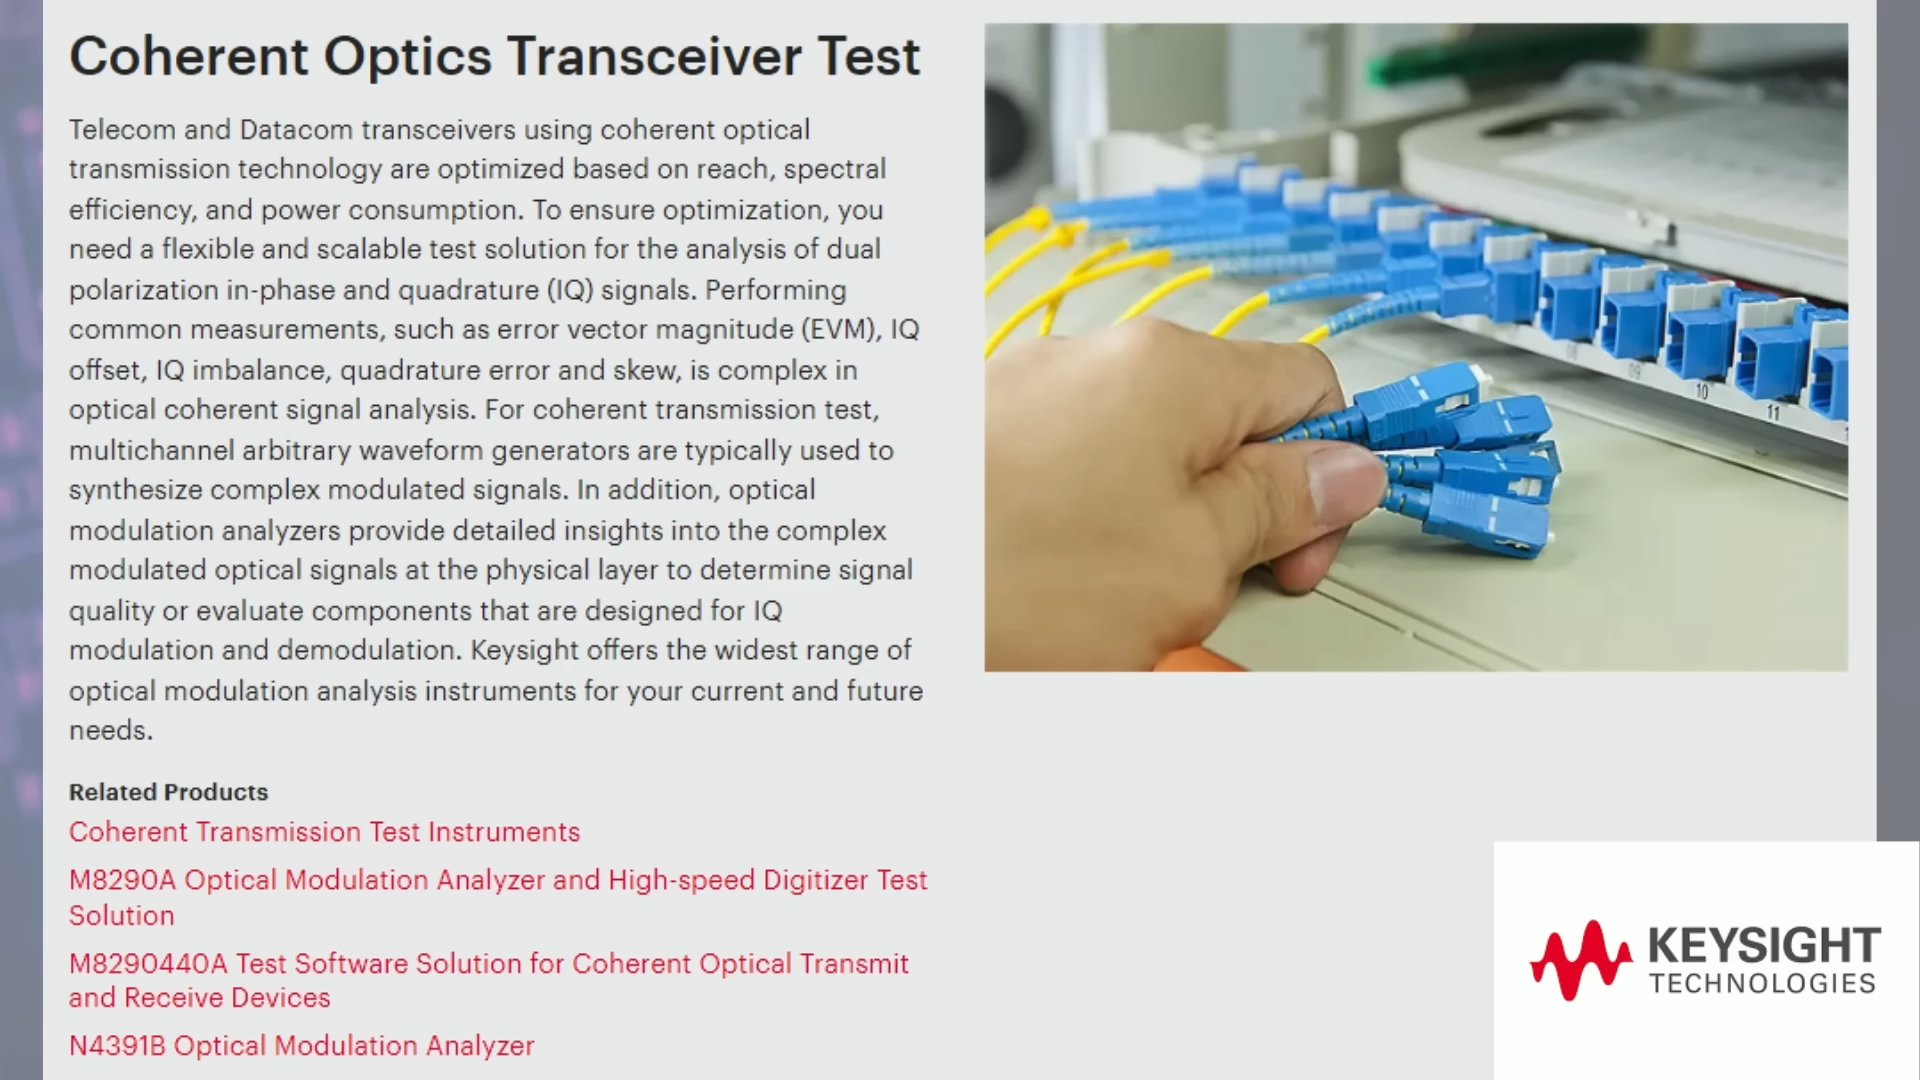 Coherent Optics Transceiver Test
Telecom and Datacom transceivers using coherent optical
transmission technology are optimized based on reach, spectral
efficiency, and power consumption. To ensure optimization, you
need a flexible and scalable test solution for the analysis of dual
polarization in-phase and quadrature (IQ) signals. Performing
common measurements, such as error vector magnitude (EVM), IQ
offset, IQ imbalance, quadrature error and skew, is complex in
optical coherent signal analysis. For coherent transmission test,
multichannel arbitrary waveform generators are typically used to
synthesize complex modulated signals. In addition, optical
modulation analyzers provide detailed insights into the complex
modulated optical signals at the physical layer to determine signal
quality or evaluate components that are designed for IQ
modulation and demodulation. Keysight offers the widest range of
optical modulation analysis instruments for your current and future
needs.
Related Products
Coherent Transmission Test Instruments
M8290A Optical Modulation Analyzer and High-speed Digitizer Test
Solution
M8290440A Test Software Solution for Coherent Optical Transmit
and Receive Devices
N4391B Optical Modulation Analyzer
09
10
11
KEYSIGHT
TECHNOLOGIES